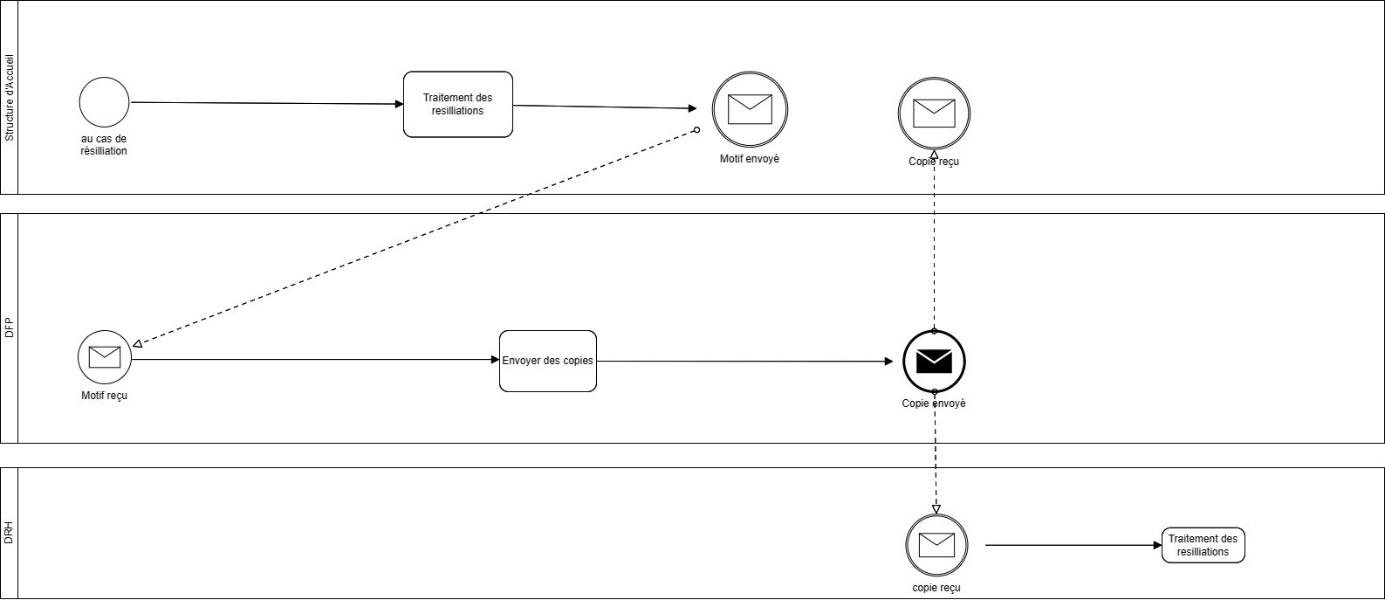 Structure d'Accueil
au cas de
résilliation
Traitement des
resilliations
Motif envoyé
Copie reçu
DFP
Motif reçu
Envoyer des copies
Copie envoyé
DRH
copie reçu
Traitement des
resilliations